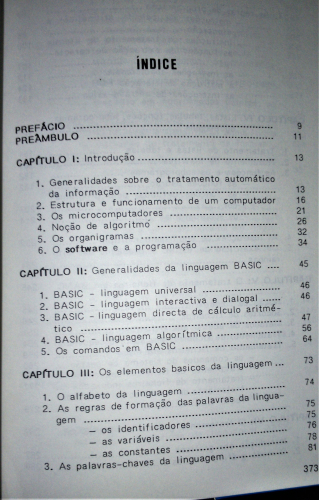 ÍNDICE
PREFÁCIO ........................................ 9
PREÂMBULO ........................................ 11
CAPÍTULO I: Introdução ........................ 13
1. Generalidades sobre o tratamento automático
da informação ........................ 13
2. Estrutura e funcionamento de um computador 16
3. Os microcomputadores ........................ 21
4. Noção de algoritmo ........................ 26
5. Os organigramas ........................ 32
6. O software e a programação ............ 34
CAPÍTULO II: Generalidades da linguagem BASIC .... 45
1. BASIC - linguagem universal ............ 46
2. BASIC - linguagem interactiva e dialogal .. 46
3. BASIC - linguagem directa de cálculo aritmé-
tico ........................ 47
4. BASIC - linguagem algorítmica ............ 56
5. Os comandos em BASIC ............ 64
CAPÍTULO III: Os elementos basicos da linguagem .... 73
1. O alfabeto da linguagem ............ 74
2. As regras de formação das palavras da lingua-
gem ........................ 75
- os identificadores ............ 75
- as variáveis ............ 76
- as constantes ............ 78
3. As palavras-chaves da linguagem ............ 81
373